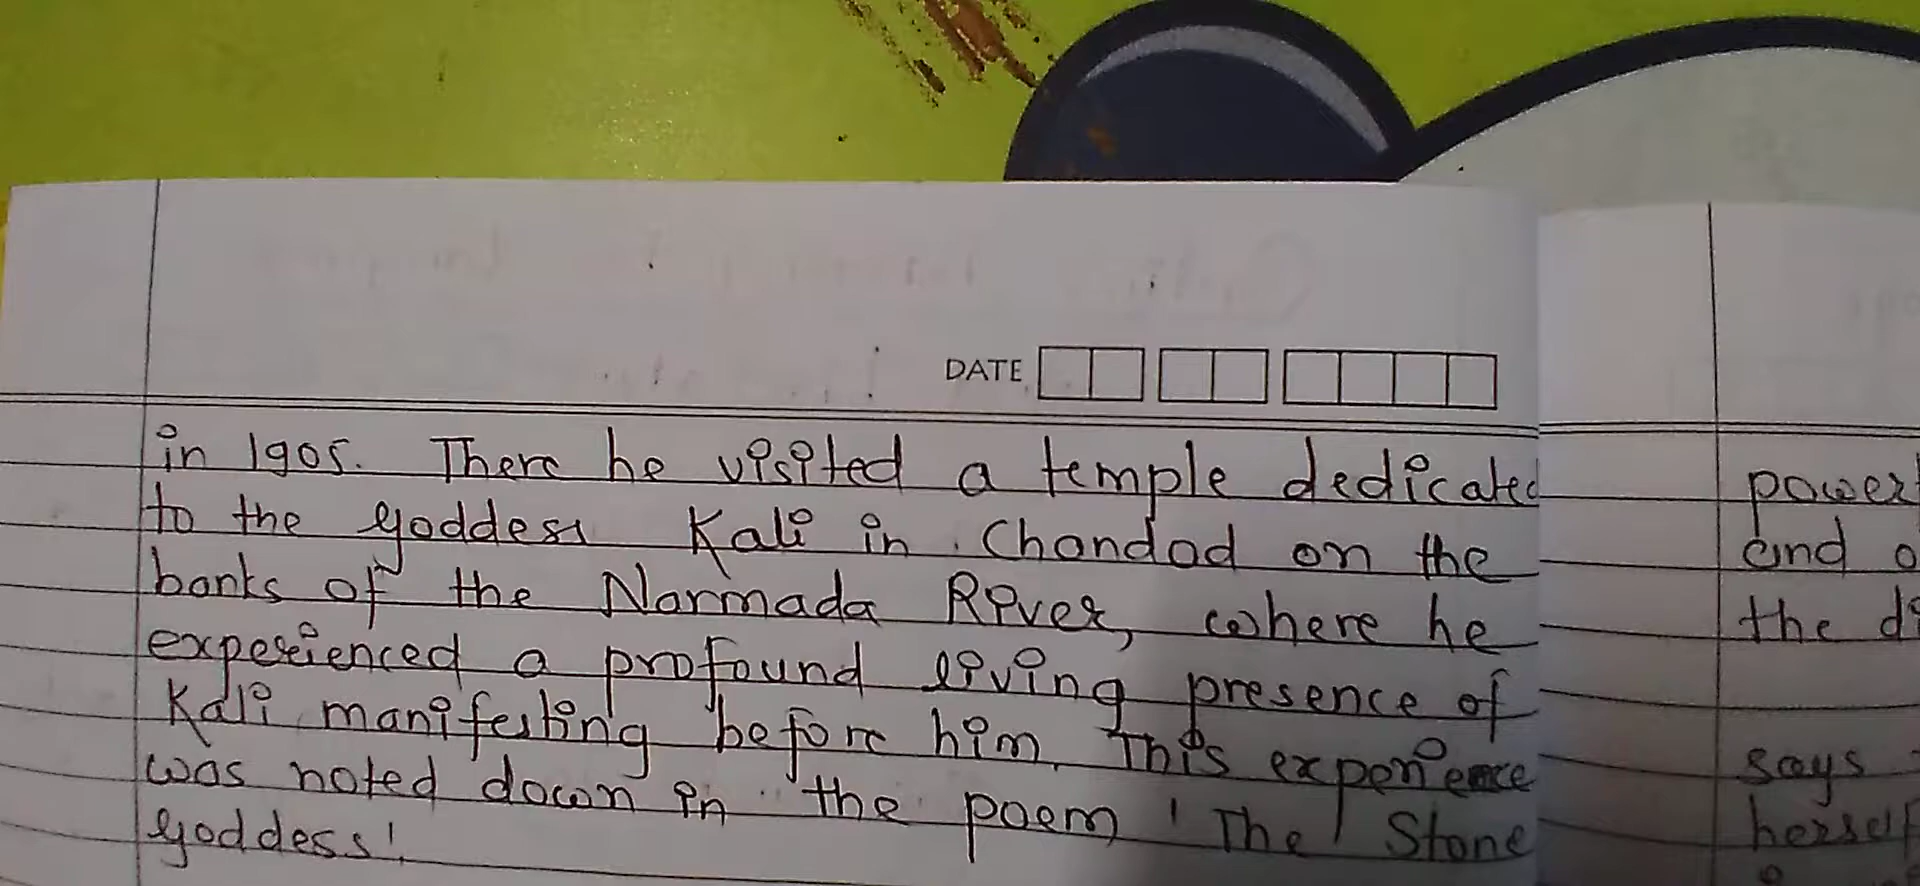 DATE
in 1905. There he visited a temple dedicated
to the goddess Kali in Chandod on the
banks of the Narmada River, where he
experienced a profound living presence of
Kali manifesting before him. This experience
was noted down in the poem 'The Stone
goddess'.
and
the
says